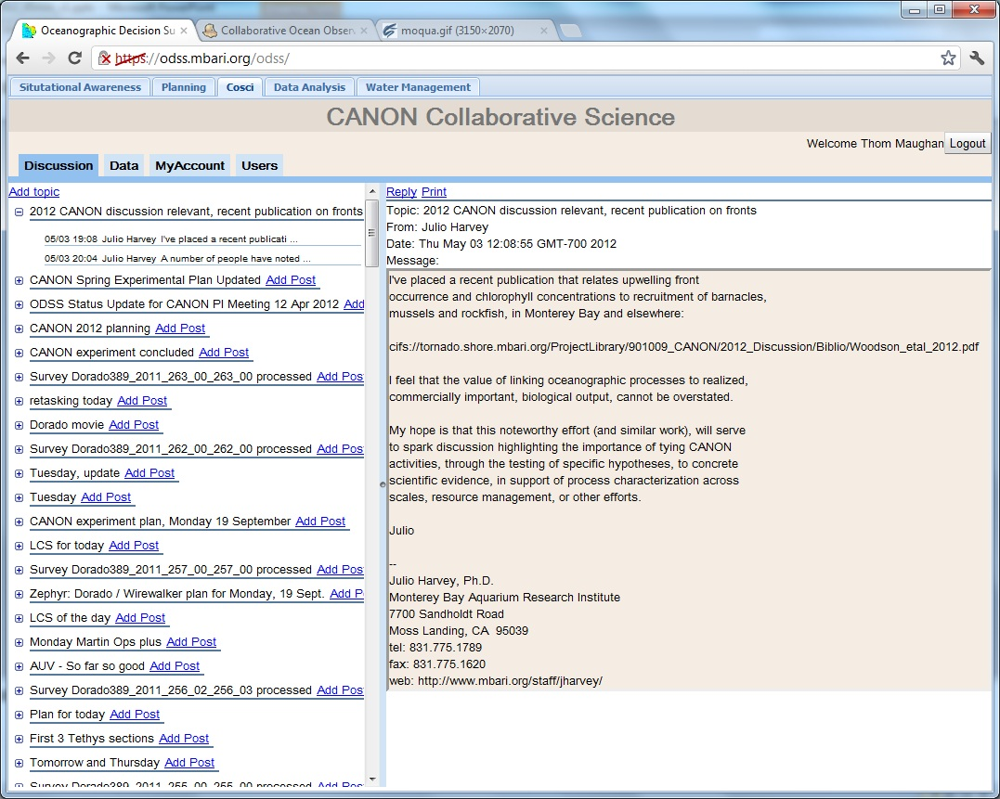 Oceanographic Decision Su
Collaborative Ocean Obser
moqua.gif (3150×2070)
https://odss.mbari.org/odss/
Situtational Awareness
Planning
Cosci
Data Analysis
Water Management
CANON Collaborative Science
Welcome Thom Maughan Logout
Discussion
Data
MyAccount
Users
Add topic
2012 CANON discussion relevant, recent publication on fronts
05/03 19:08 Julio Harvey I've placed a recent publicati ...
05/03 20:04 Julio Harvey A number of people have noted ...
CANON Spring Experimental Plan Updated Add Post
ODSS Status Update for CANON PI Meeting 12 Apr 2012 Add
CANON 2012 planning Add Post
CANON experiment concluded Add Post
Survey Dorado389_2011_263_00_263_00 processed Add Pos
retasking today Add Post
Dorado movie Add Post
Survey Dorado389_2011_262_00_262_00 processed Add Pos
Tuesday, update Add Post
Tuesday Add Post
CANON experiment plan, Monday 19 September Add Post
LCS for today Add Post
Survey Dorado389_2011_257_00_257_00 processed Add Pos
Zephyr: Dorado / Wirewalker plan for Monday, 19 Sept. Add P
LCS of the day Add Post
Monday Martin Ops plus Add Post
AUV - So far so good Add Post
Survey Dorado389_2011_256_02_256_03 processed Add Pos
Plan for today Add Post
First 3 Tethys sections Add Post
Tomorrow and Thursday Add Post
Survey Dorado389_2011_255_00_255_00 processed Add Pos
Reply Print
Topic: 2012 CANON discussion relevant, recent publication on fronts
From: Julio Harvey
Date: Thu May 03 12:08:55 GMT-700 2012
Message:
I've placed a recent publication that relates upwelling front
occurrence and chlorophyll concentrations to recruitment of barnacles,
mussels and rockfish, in Monterey Bay and elsewhere:
cifs://tornado.shore.mbari.org/ProjectLibrary/901009_CANON/2012_Discussion/Biblio/Woodson_etal_2012.pdf
I feel that the value of linking oceanographic processes to realized,
commercially important, biological output, cannot be overstated.
My hope is that this noteworthy effort (and similar work), will serve
to spark discussion highlighting the importance of tying CANON
activities, through the testing of specific hypotheses, to concrete
scientific evidence, in support of process characterization across
scales, resource management, or other efforts.
Julio
--
Julio Harvey, Ph.D.
Monterey Bay Aquarium Research Institute
7700 Sandholdt Road
Moss Landing, CA 95039
tel: 831.775.1789
fax: 831.775.1620
web: http://www.mbari.org/staff/jharvey/